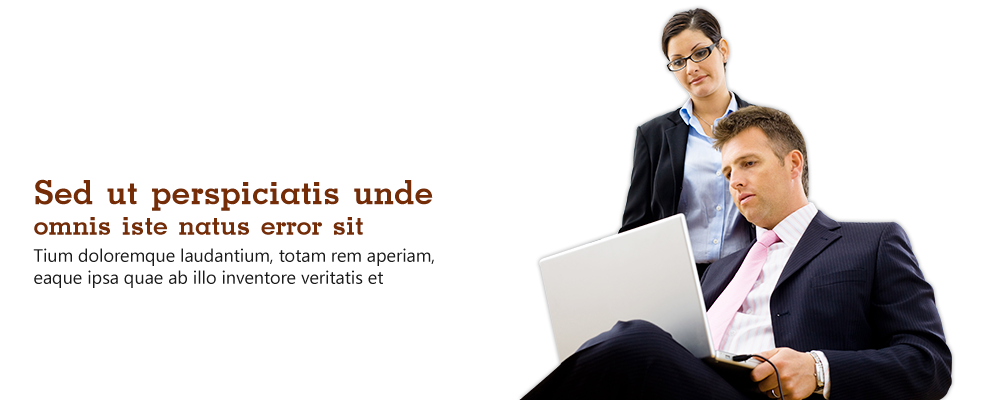 Sed ut perspiciatis unde
omnis iste natus error sit
Tium doloremque laudantium, totam rem aperiam,
eaque ipsa quae ab illo inventore veritatis et